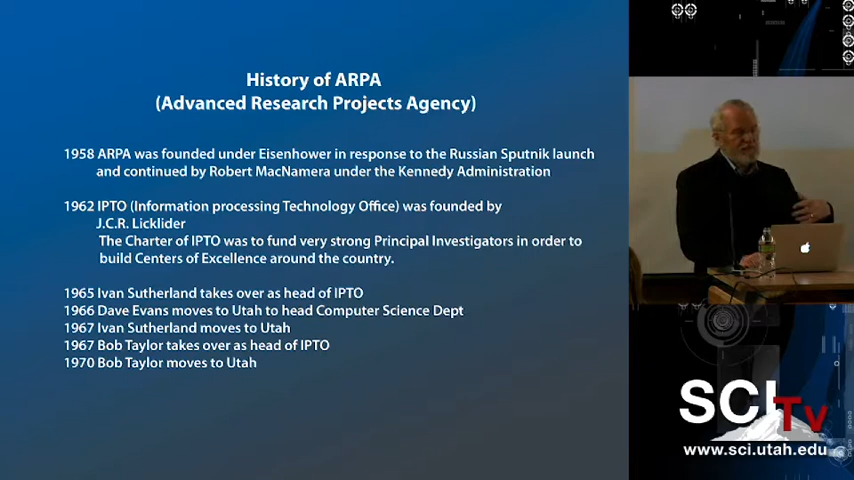 History of ARPA
(Advanced Research Projects Agency)
1958 ARPA was founded under Eisenhower in response to the Russian Sputnik launch
and continued by Robert MacNamera under the Kennedy Administration
1962 IPTO (Information processing Technology Office) was founded by
J.C.R. Licklider
The Charter of IPTO was to fund very strong Principal Investigators in order to
build Centers of Excellence around the country.
1965 Ivan Sutherland takes over as head of IPTO
1966 Dave Evans moves to Utah to head Computer Science Dept
1967 Ivan Sutherland moves to Utah
1967 Bob Taylor takes over as head of IPTO
1970 Bob Taylor moves to Utah
SCI TV
www.sci.utah.edu